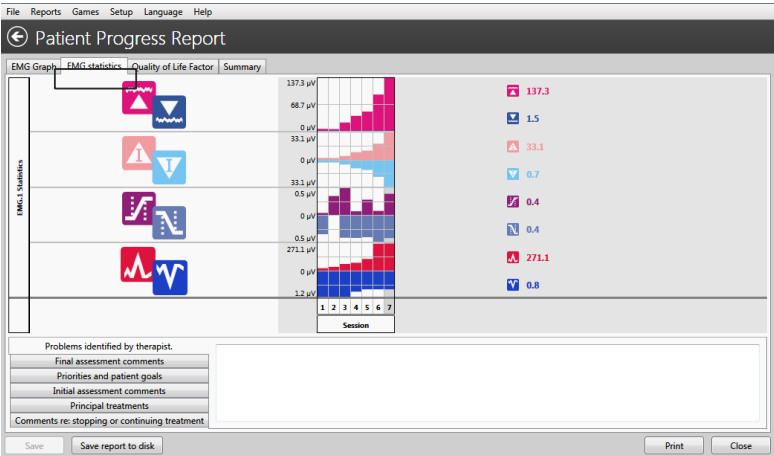 File Reports Games Setup Language Help
Patient Progress Report
EMG Graph EMG statistics Quality of Life Factor Summary
EMG.1 Statistics
137.3 µV
68.7 µV
0 µV
33.1 µV
0 µV
33.1 µV
0.5 µV
0 µV
0.5 µV
271.1 µV
0 µV
1.2 µV
1 2 3 4 5 6 7
Session
137.3
1.5
33.1
0.7
0.4
0.4
271.1
0.8
Problems identified by therapist.
Final assessment comments
Priorities and patient goals
Initial assessment comments
Principal treatments
Comments re: stopping or continuing treatment
Save Save report to disk Print Close